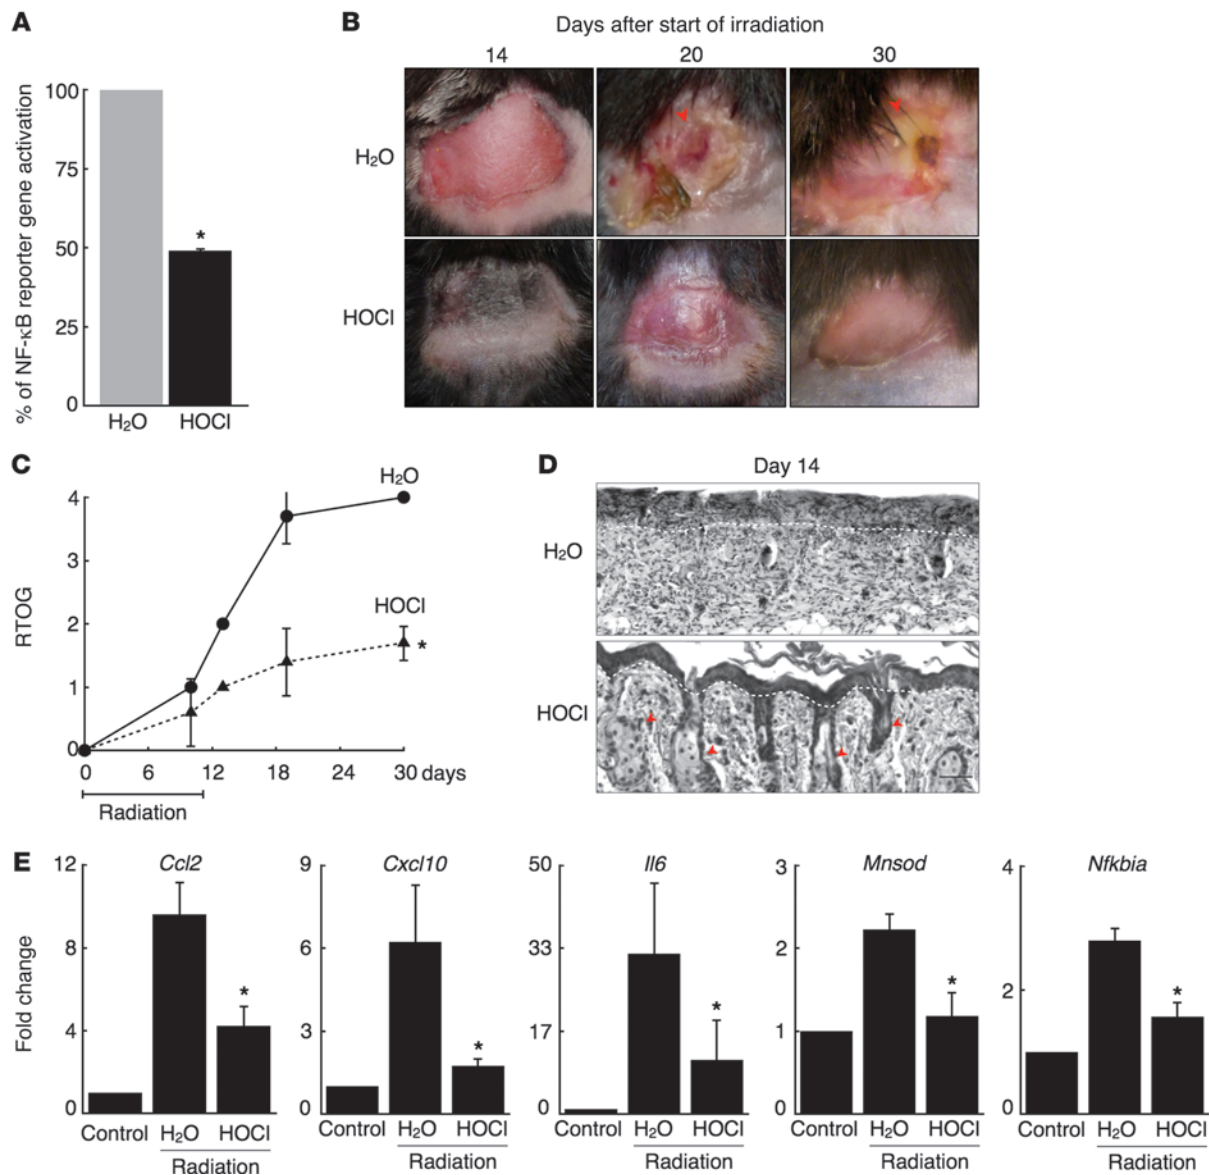 A
% of NF-κB reporter gene activation
100
75
50
25
0
*
H₂O
HOCl
B
Days after start of irradiation
14
20
30
H₂O
HOCl
C
RTOG
4
3
2
1
0
H₂O
HOCl
*
0
6
12
18
24
30 days
Radiation
D
Day 14
H₂O
HOCl
E
Fold change
Ccl2
12
8
4
0
*
Control
H₂O
HOCl
Radiation
Cxcl10
9
6
3
0
*
Control
H₂O
HOCl
Radiation
Il6
50
33
17
0
*
Control
H₂O
HOCl
Radiation
Mnsod
3
2
1
0
*
Control
H₂O
HOCl
Radiation
Nfkbia
4
2
0
*
Control
H₂O
HOCl
Radiation